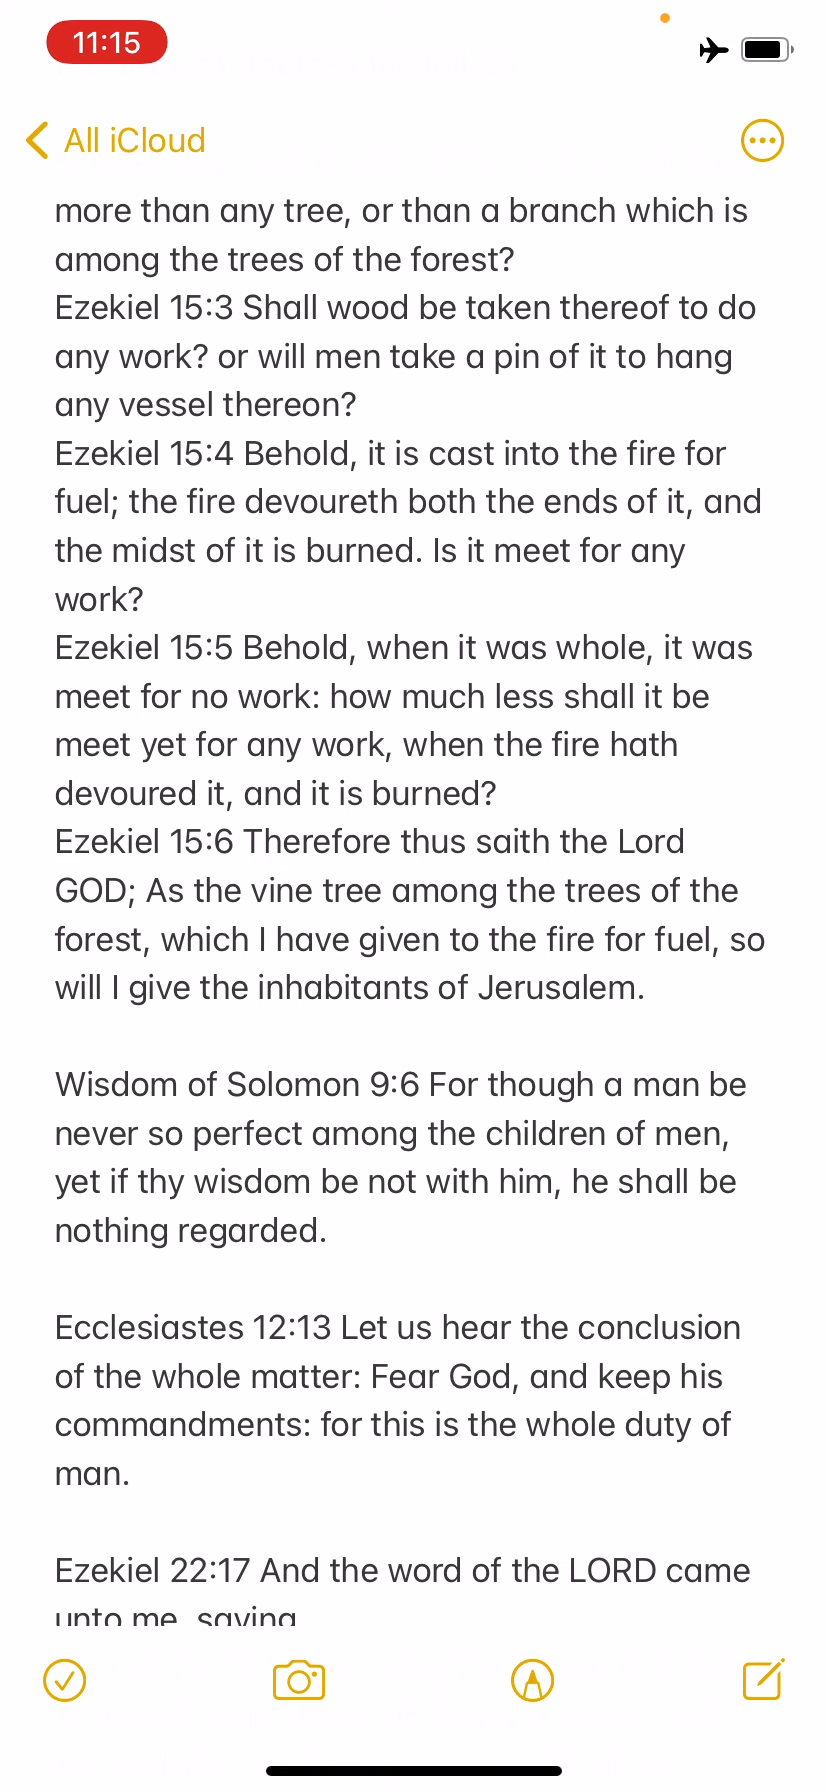 11:15
All iCloud
more than any tree, or than a branch which is
among the trees of the forest?
Ezekiel 15:3 Shall wood be taken thereof to do
any work? or will men take a pin of it to hang
any vessel thereon?
Ezekiel 15:4 Behold, it is cast into the fire for
fuel; the fire devoureth both the ends of it, and
the midst of it is burned. Is it meet for any
work?
Ezekiel 15:5 Behold, when it was whole, it was
meet for no work: how much less shall it be
meet yet for any work, when the fire hath
devoured it, and it is burned?
Ezekiel 15:6 Therefore thus saith the Lord
GOD; As the vine tree among the trees of the
forest, which I have given to the fire for fuel, so
will I give the inhabitants of Jerusalem.
Wisdom of Solomon 9:6 For though a man be
never so perfect among the children of men,
yet if thy wisdom be not with him, he shall be
nothing regarded.
Ecclesiastes 12:13 Let us hear the conclusion
of the whole matter: Fear God, and keep his
commandments: for this is the whole duty of
man.
Ezekiel 22:17 And the word of the LORD came
unto me, saying